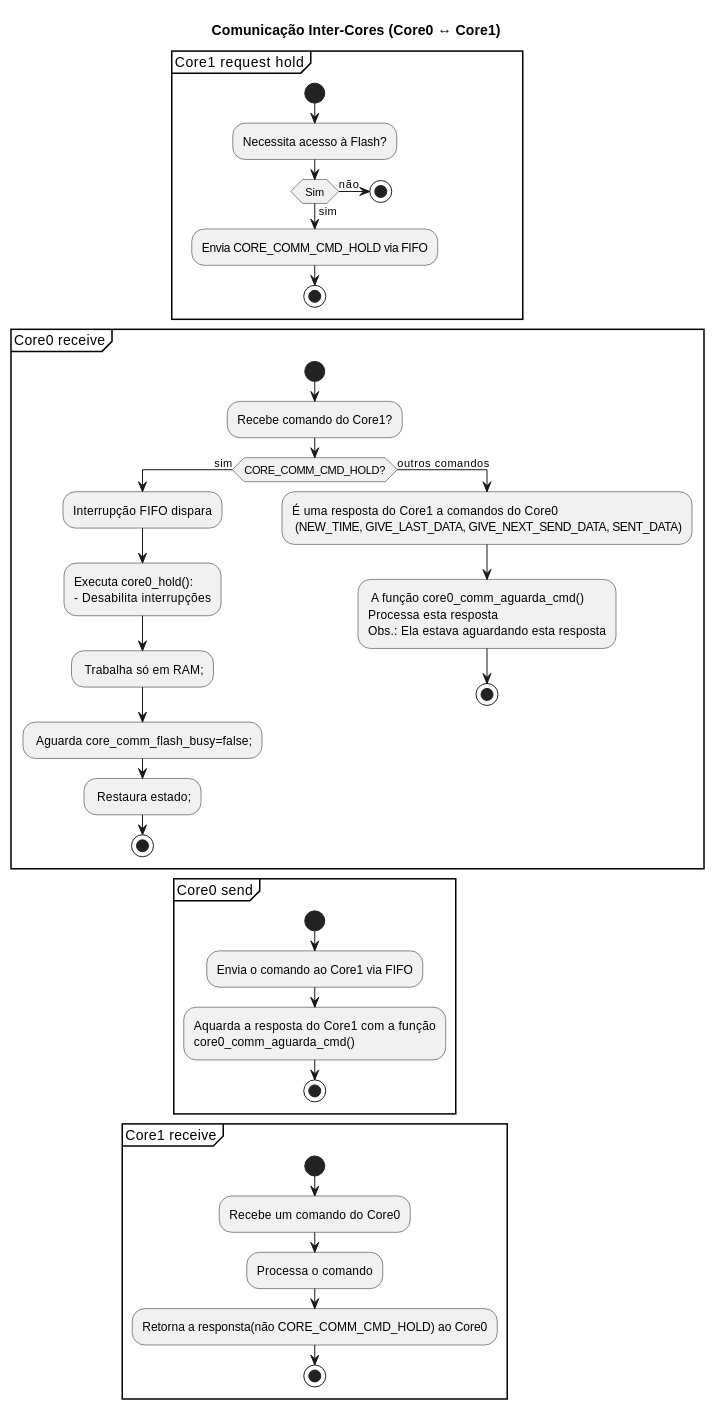 Comunicação Inter-Cores (Core0 ↔ Core1)
Core1 request hold
Necessita acesso à Flash?
Sim
não
sim
Envia CORE_COMM_CMD_HOLD via FIFO
Core0 receive
Recebe comando do Core1?
sim
CORE_COMM_CMD_HOLD?
outros comandos
Interrupção FIFO dispara
Executa core0_hold():
- Desabilita interrupções
Trabalha só em RAM;
Aguarda core_comm_flash_busy=false;
Restaura estado;
É uma resposta do Core1 a comandos do Core0
(NEW_TIME, GIVE_LAST_DATA, GIVE_NEXT_SEND_DATA, SENT_DATA)
A função core0_comm_aguarda_cmd()
Processa esta resposta
Obs.: Ela estava aguardando esta resposta
Core0 send
Envia o comando ao Core1 via FIFO
Aquarda a resposta do Core1 com a função
core0_comm_aguarda_cmd()
Core1 receive
Recebe um comando do Core0
Processa o comando
Retorna a responsta(não CORE_COMM_CMD_HOLD) ao Core0